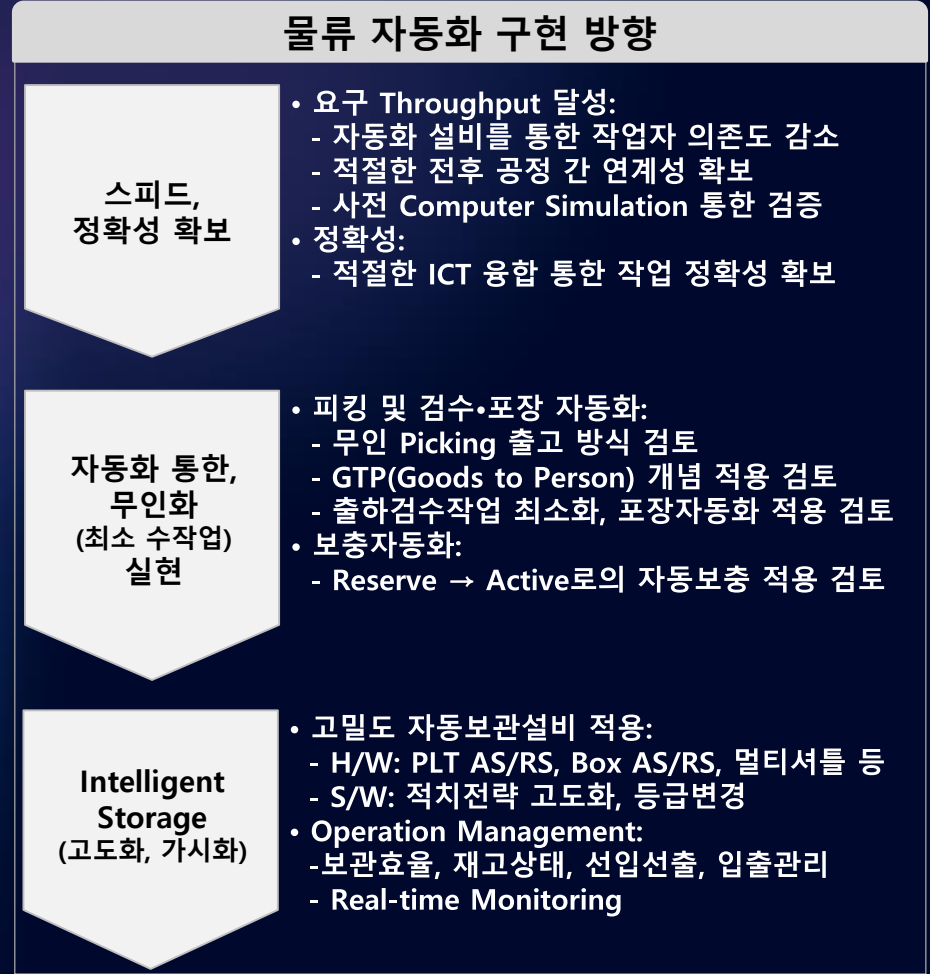 물류 자동화 구현 방향
스피드,
정확성 확보
• 요구 Throughput 달성:
- 자동화 설비를 통한 작업자 의존도 감소
- 적절한 전후 공정 간 연계성 확보
- 사전 Computer Simulation 통한 검증
• 정확성:
- 적절한 ICT 융합 통한 작업 정확성 확보
자동화 통한,
무인화
(최소 수작업)
실현
• 피킹 및 검수•포장 자동화:
- 무인 Picking 출고 방식 검토
- GTP(Goods to Person) 개념 적용 검토
- 출하검수작업 최소화, 포장자동화 적용 검토
• 보충자동화:
- Reserve → Active로의 자동보충 적용 검토
Intelligent
Storage
(고도화, 가시화)
• 고밀도 자동보관설비 적용:
- H/W: PLT AS/RS, Box AS/RS, 멀티셔틀 등
- S/W: 적치전략 고도화, 등급변경
• Operation Management:
-보관효율, 재고상태, 선입선출, 입출관리
- Real-time Monitoring